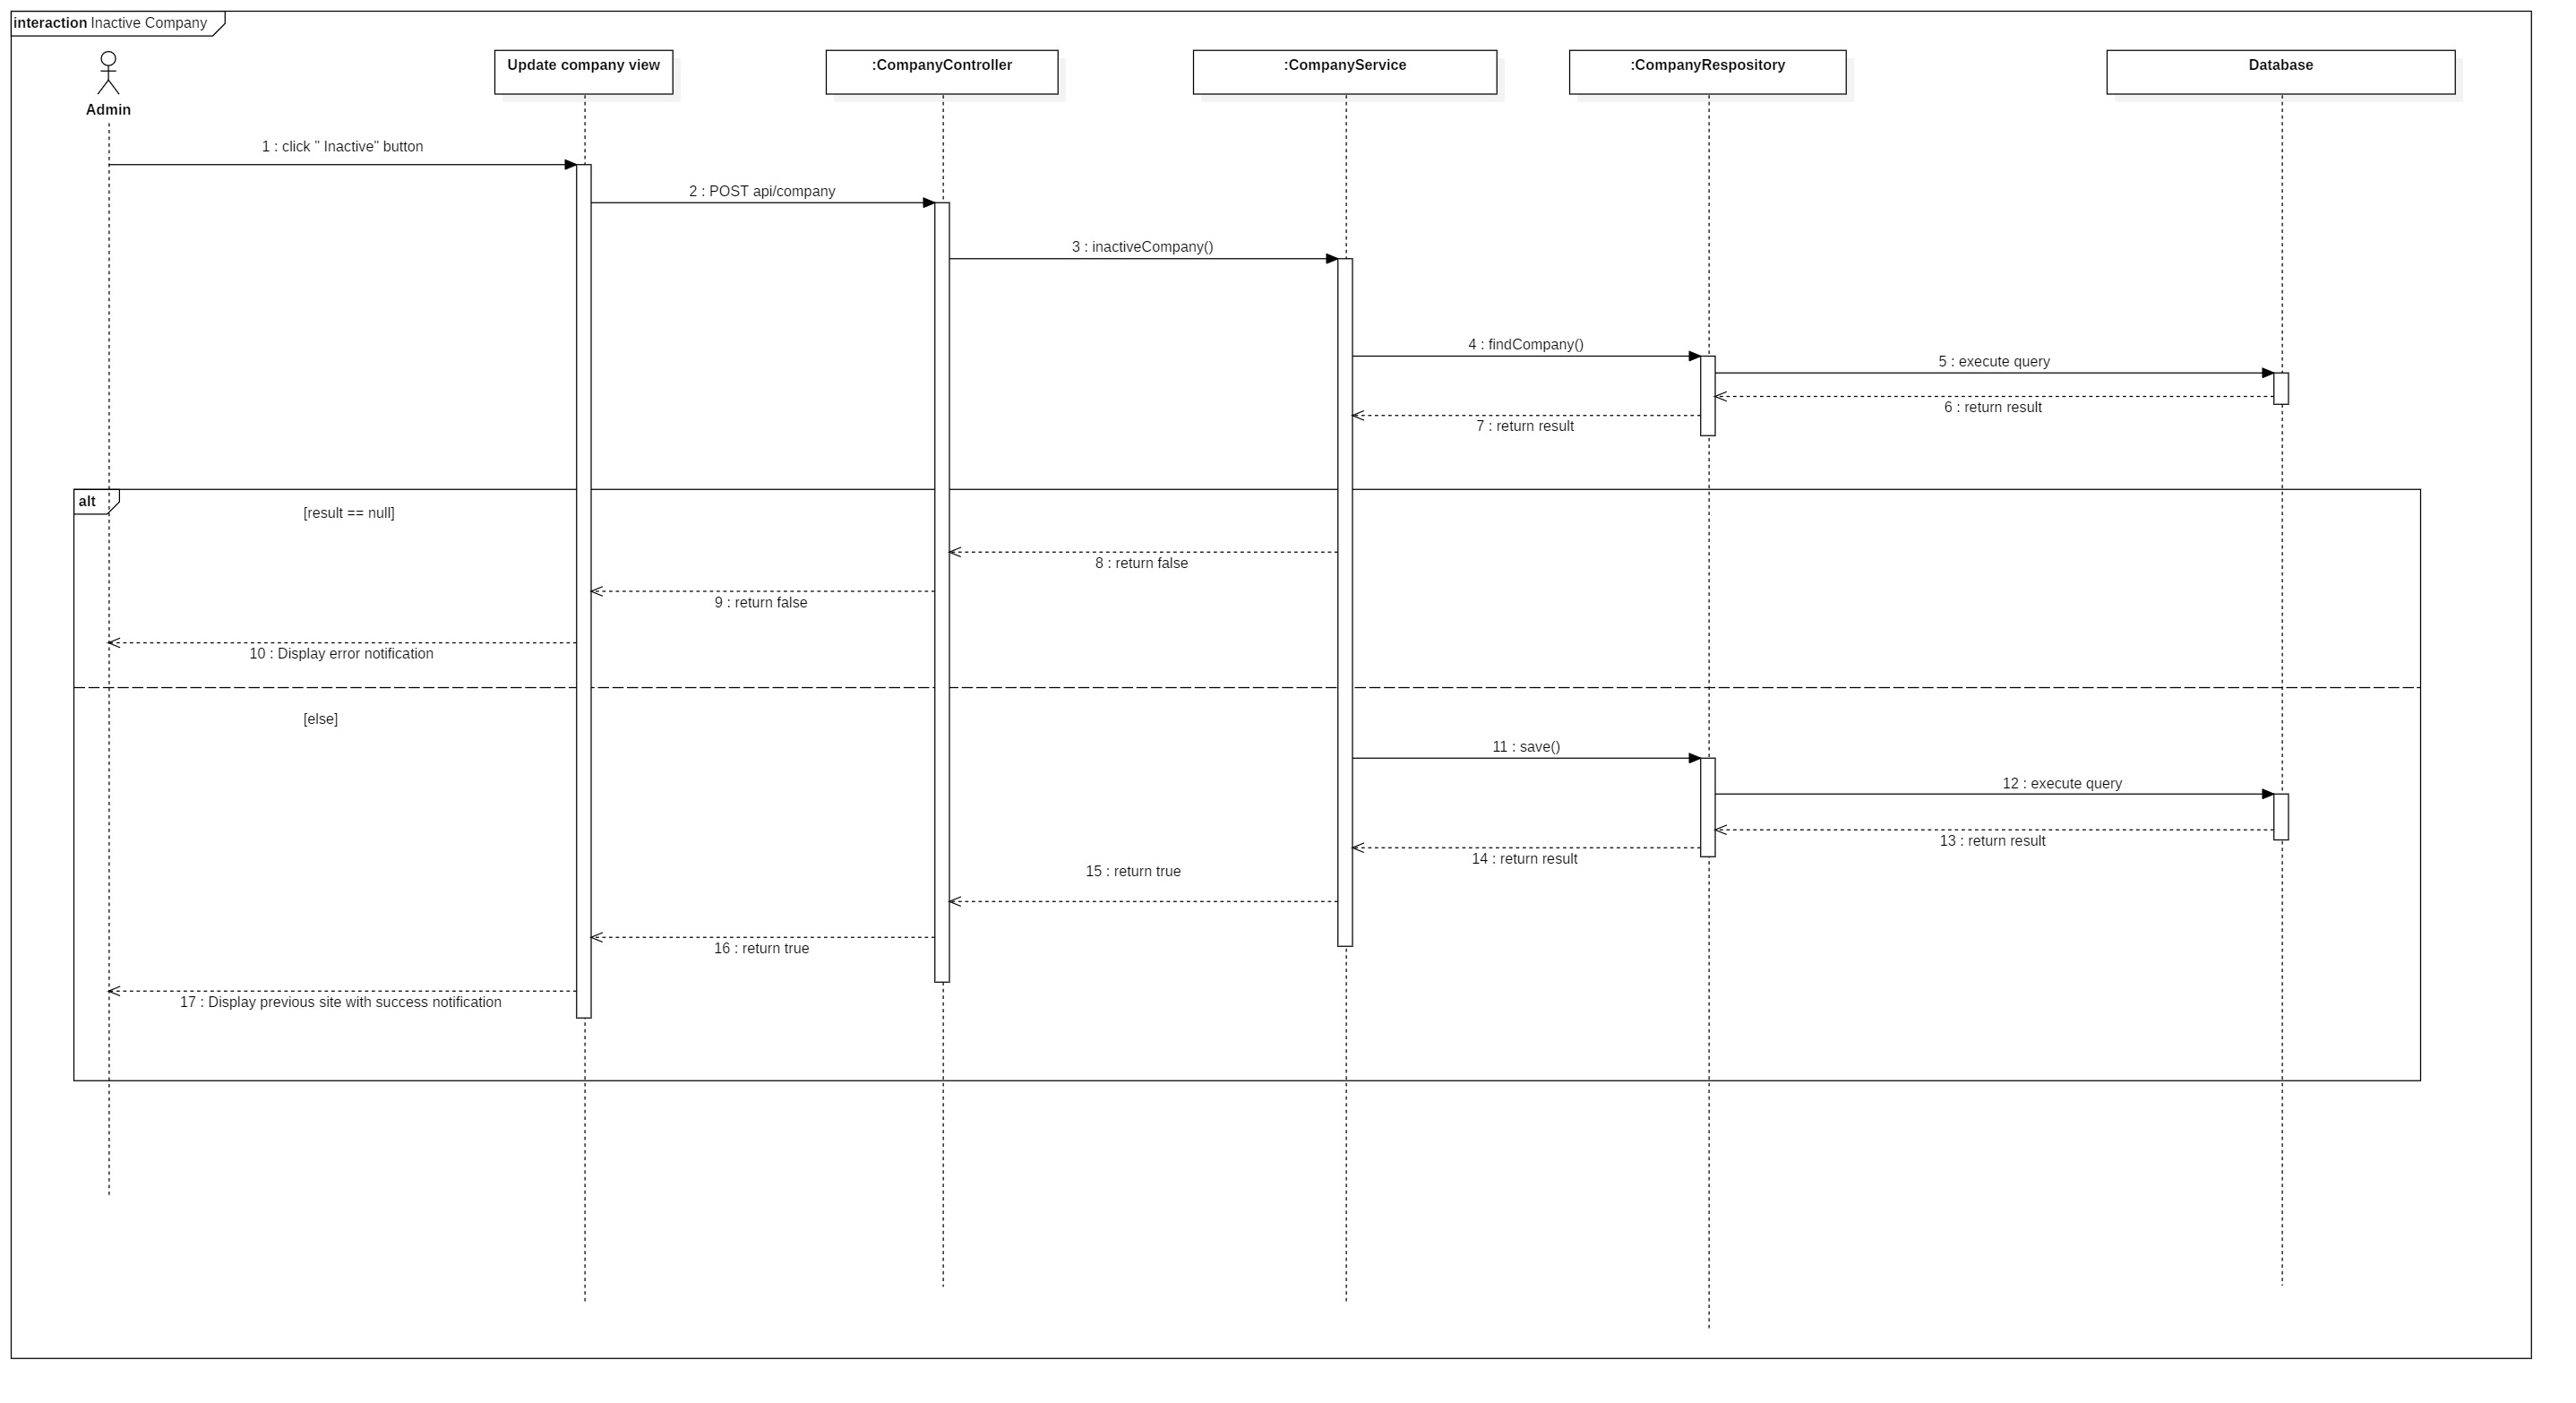 interaction Inactive Company
Update company view
:CompanyController
:CompanyService
:CompanyRespository
Database
Admin
1 : click " Inactive" button
2 : POST api/company
3 : inactiveCompany()
4 : findCompany()
5 : execute query
6 : return result
7 : return result
alt
[result == null]
8 : return false
9 : return false
10 : Display error notification
[else]
11 : save()
12 : execute query
13 : return result
14 : return result
15 : return true
16 : return true
17 : Display previous site with success notification